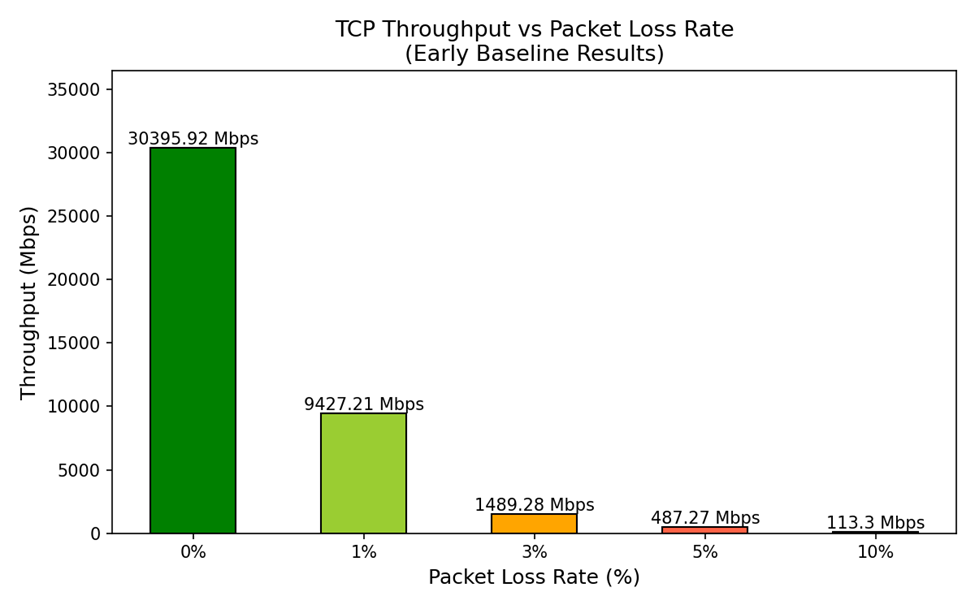 TCP Throughput vs Packet Loss Rate
(Early Baseline Results)
Throughput (Mbps)
35000
30000
25000
20000
15000
10000
5000
0
30395.92 Mbps
9427.21 Mbps
1489.28 Mbps
487.27 Mbps
113.3 Mbps
0%
1%
3%
5%
10%
Packet Loss Rate (%)